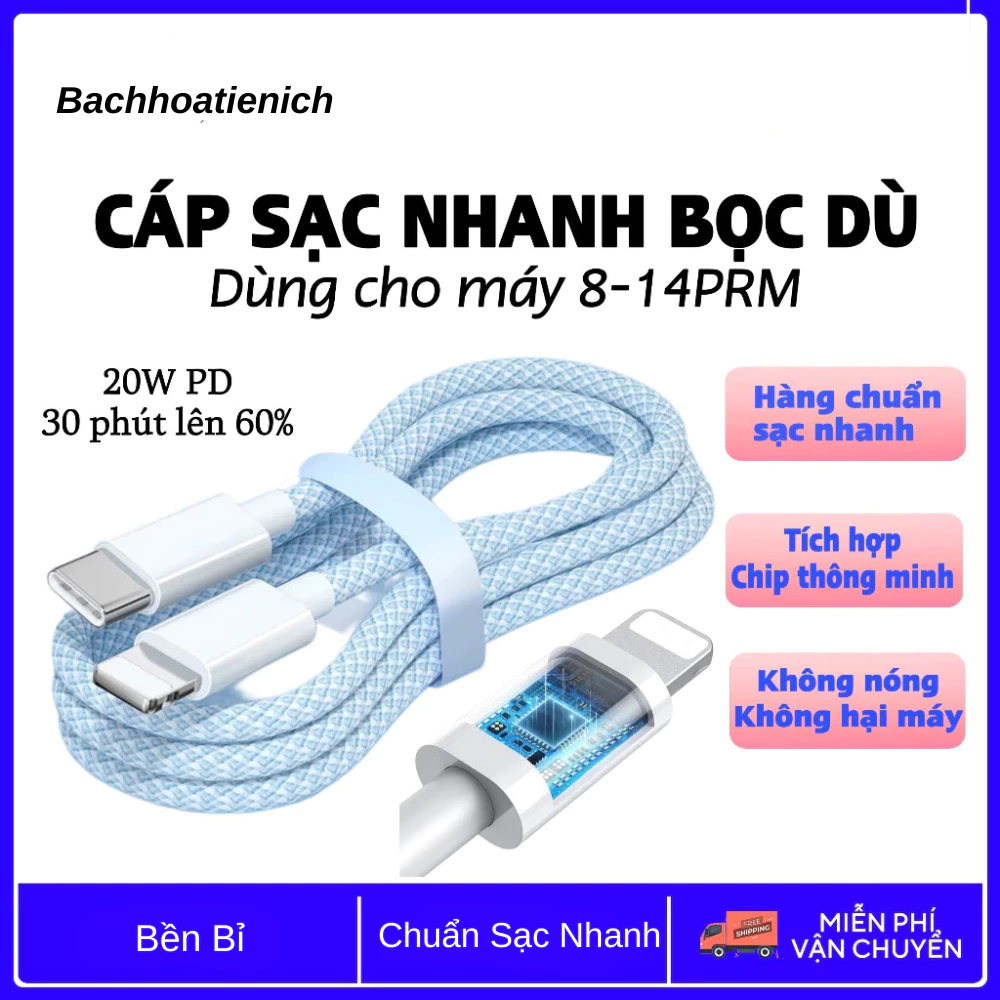 Bachhoatienich
CÁP SẠC NHANH BỌC DÙ
Dùng cho máy 8-14PRM
20W PD
30 phút lên 60%
Hàng chuẩn
sạc nhanh
Tích hợp
Chip thông minh
Không nóng
Không hại máy
Bền Bỉ
Chuẩn Sạc Nhanh
FREE
SHIPPING
MIỄN PHÍ
VẬN CHUYỂN